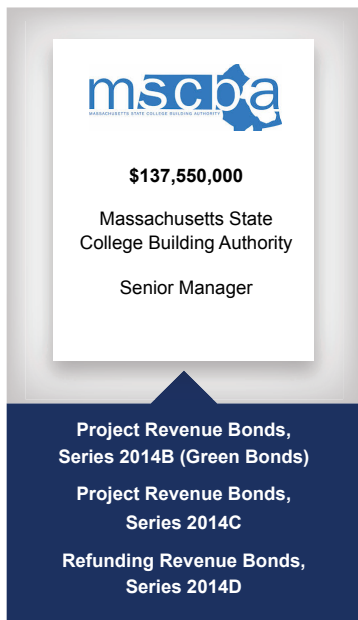 mscba
MASSACHUSETTS STATE COLLEGE BUILDING AUTHORITY
$137,550,000
Massachusetts State
College Building Authority
Senior Manager
Project Revenue Bonds,
Series 2014B (Green Bonds)
Project Revenue Bonds,
Series 2014C
Refunding Revenue Bonds,
Series 2014D